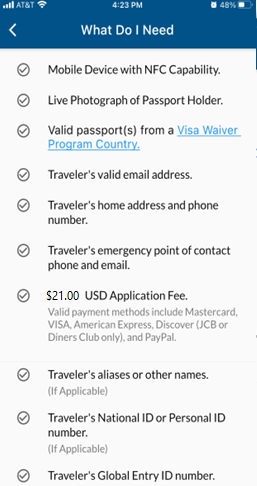 AT&T 4:23 PM 48%
What Do I Need
Mobile Device with NFC Capability.
Live Photograph of Passport Holder.
Valid passport(s) from a Visa Waiver
Program Country.
Traveler's valid email address.
Traveler's home address and phone
number.
Traveler's emergency point of contact
phone and email.
$21.00 USD Application Fee.
Valid payment methods include Mastercard,
VISA, American Express, Discover (JCB or
Diners Club only), and PayPal.
Traveler's aliases or other names.
(If Applicable)
Traveler's National ID or Personal ID
number.
(If Applicable)
Traveler's Global Entry ID number.